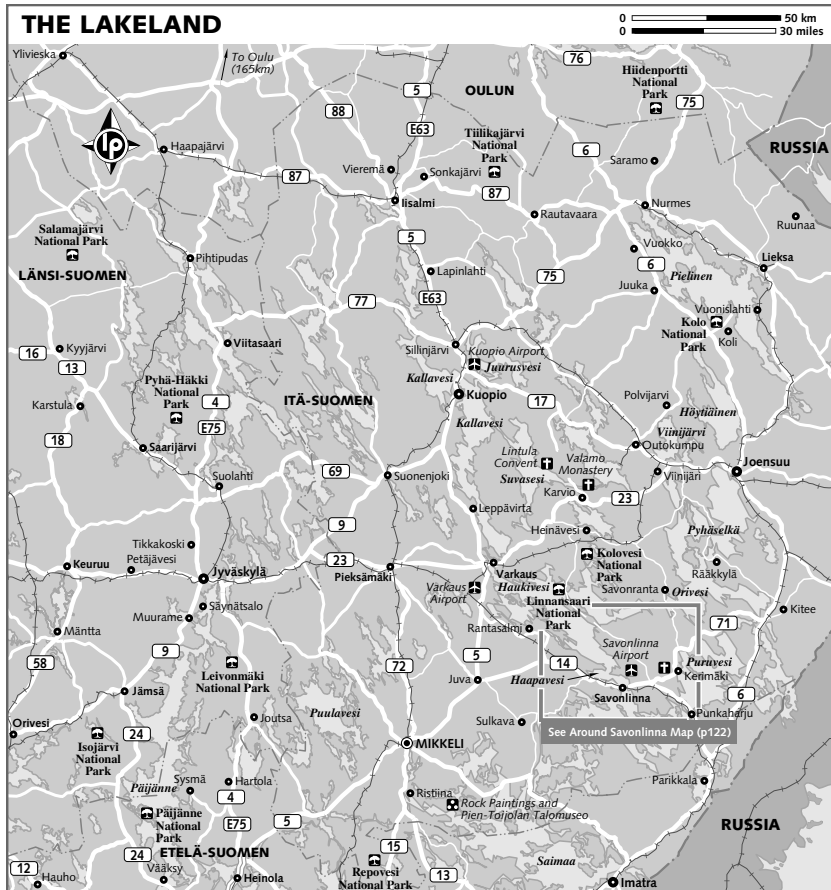 THE LAKELAND
0 50 km
0 30 miles
Ylivieska
To Oulu
(165km)
76
Hiidenportti
National
Park
5
OULUN
88
75
E63
Tiilikajärvi
National
Park
6
RUSSIA
Haapajärvi
lp
Saramo
Vieremä
Sonkajärvi
87
87
Iisalmi
Rautavaara
Nurmes
Ruunaa
Salamajärvi
National Park
5
Vuokko
Pihtipudas
6
Lieksa
LÄNSI-SUOMEN
Lapinlahti
75
Pielinen
Juuka
77
E63
Vuonislahti
Kolo
National
Park
Koli
Viitasaari
Siilinjärvi
Kuopio Airport
Juurusvesi
16
Kyyjärvi
13
Kallavesi
Pyhä-Häkki
National
Park
4
ITÄ-SUOMEN
Kuopio
17
Polvijarvi
Höytiäinen
Karstula
Kallavesi
18
E75
Viinijärvi
Outokumpu
Saarijärvi
Lintula
Convent
Valamo
Monastery
Joensuu
69
Suvasesi
Suonenjoki
Viinijäri
Suolahti
Karvio
23
Leppävirta
9
Heinävesi
Pyhäselkä
Tikkakoski
Petäjävesi
23
Kolovesi
National
Park
Keuruu
Jyväskylä
Pieksämäki
Varkaus
Rääkkylä
Haukivesi
Varkaus
Airport
Savonranta
Orivesi
Linnansaari
National
Park
Säynätsalo
Muurame
Kitee
Mänttä
Rantasalmi
71
Savonlinna
Airport
9
58
Leivonmäki
National Park
72
5
14
Puruvesi
Kerimäki
Juva
Haapavesi
Jämsä
Savonlinna
6
Puulavesi
Punkaharju
Orivesi
Joutsa
Sulkava
24
Isojärvi
National
Park
MIKKELI
See Around Savonlinna Map (p122)
Sysmä
Hartola
Parikkala
Päijänne
4
Ristiina
Rock Paintings and
Pien-Toijolan Talomuseo
Päijänne
National
Park
E75
5
RUSSIA
ETELÄ-SUOMEN
15
24
Saimaa
12
Vääksy
Hauho
Heinola
Repovesi
National Park
13
Imatra